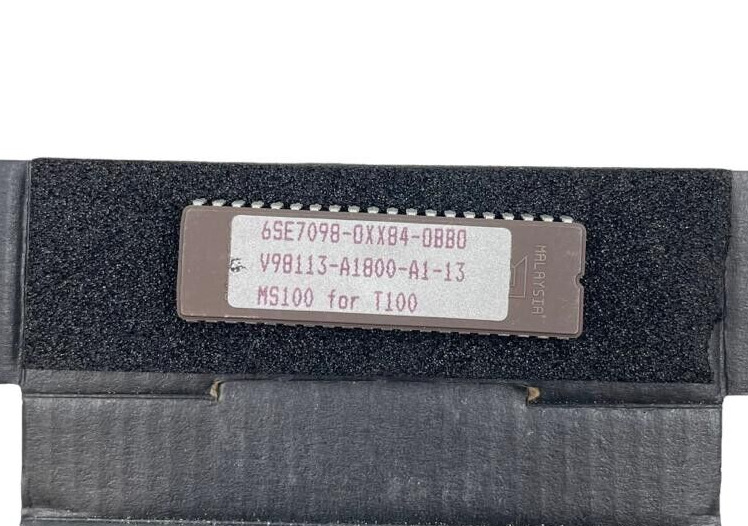 6SE7098-0XX84-0BB0
V98113-A1800-A1-13
MS100 for T100
MALAYSIA